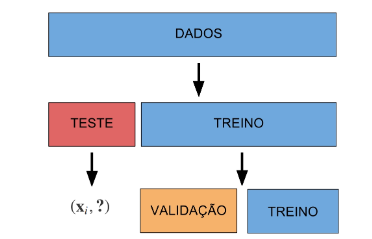 DADOS
TESTE
TREINO
(xᵢ, ?)
VALIDAÇÃO
TREINO